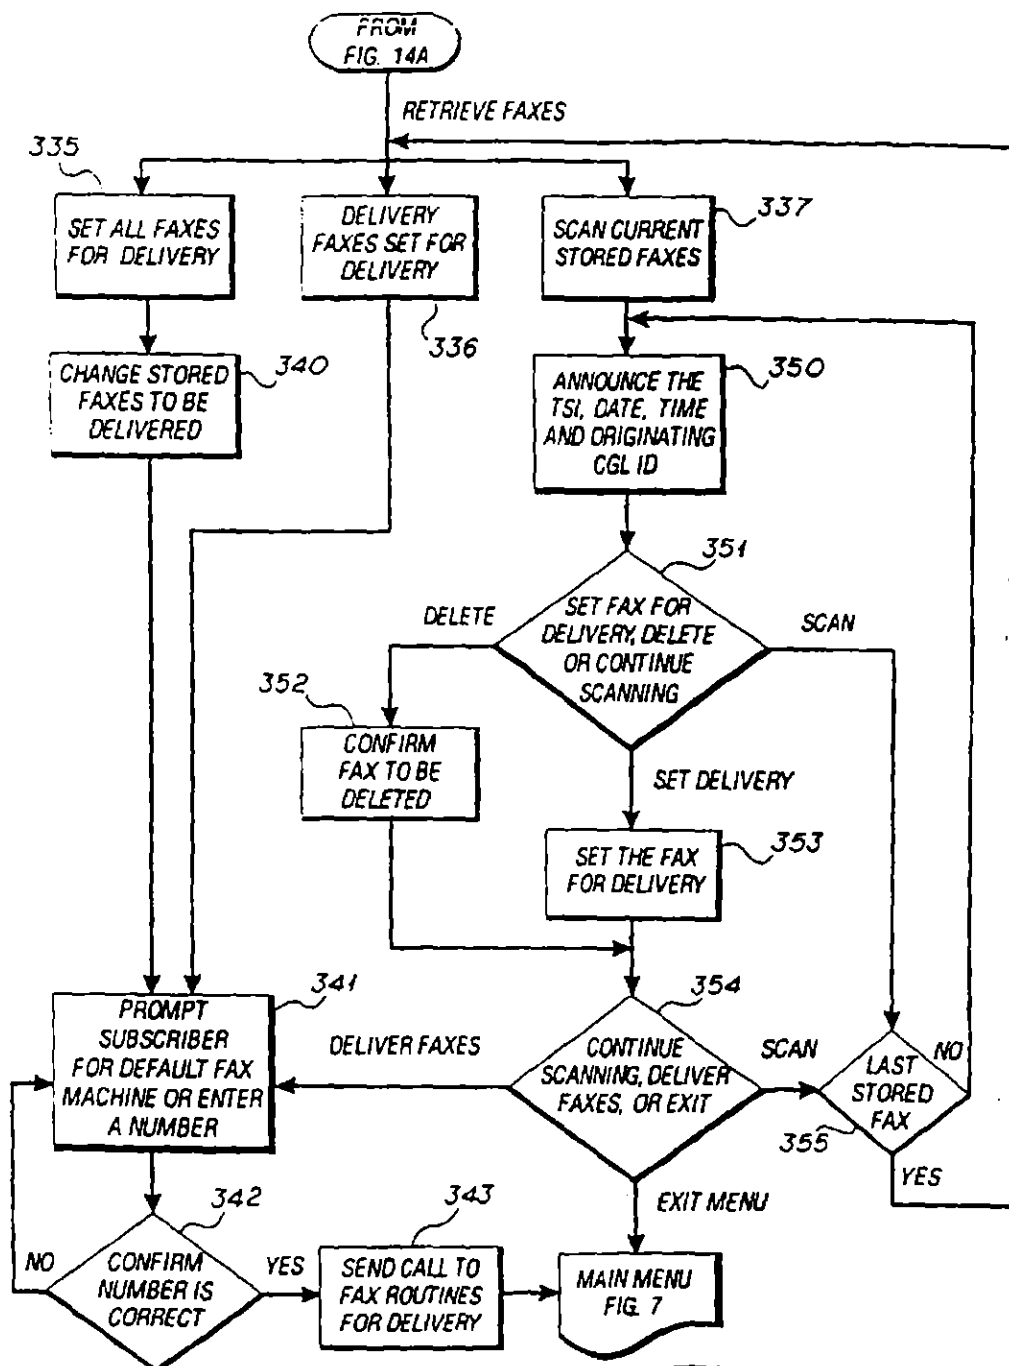 FROM
FIG. 14A
RETRIEVE FAXES
335
SET ALL FAXES
FOR DELIVERY
DELIVERY
FAXES SET FOR
DELIVERY
336
SCAN CURRENT
STORED FAXES
337
CHANGE STORED
FAXES TO BE
DELIVERED
340
ANNOUNCE THE
TSI, DATE, TIME
AND ORIGINATING
CGL ID
350
351
SET FAX FOR
DELIVERY, DELETE
OR CONTINUE
SCANNING
DELETE
SCAN
352
CONFIRM
FAX TO BE
DELETED
SET DELIVERY
SET THE FAX
FOR DELIVERY
353
PROMPT
SUBSCRIBER
FOR DEFAULT FAX
MACHINE OR ENTER
A NUMBER
341
DELIVER FAXES
354
CONTINUE
SCANNING, DELIVER
FAXES, OR EXIT
SCAN
LAST
STORED
FAX
355
NO
YES
EXIT MENU
342
CONFIRM
NUMBER IS
CORRECT
NO
YES
343
SEND CALL TO
FAX ROUTINES
FOR DELIVERY
MAIN MENU
FIG. 7